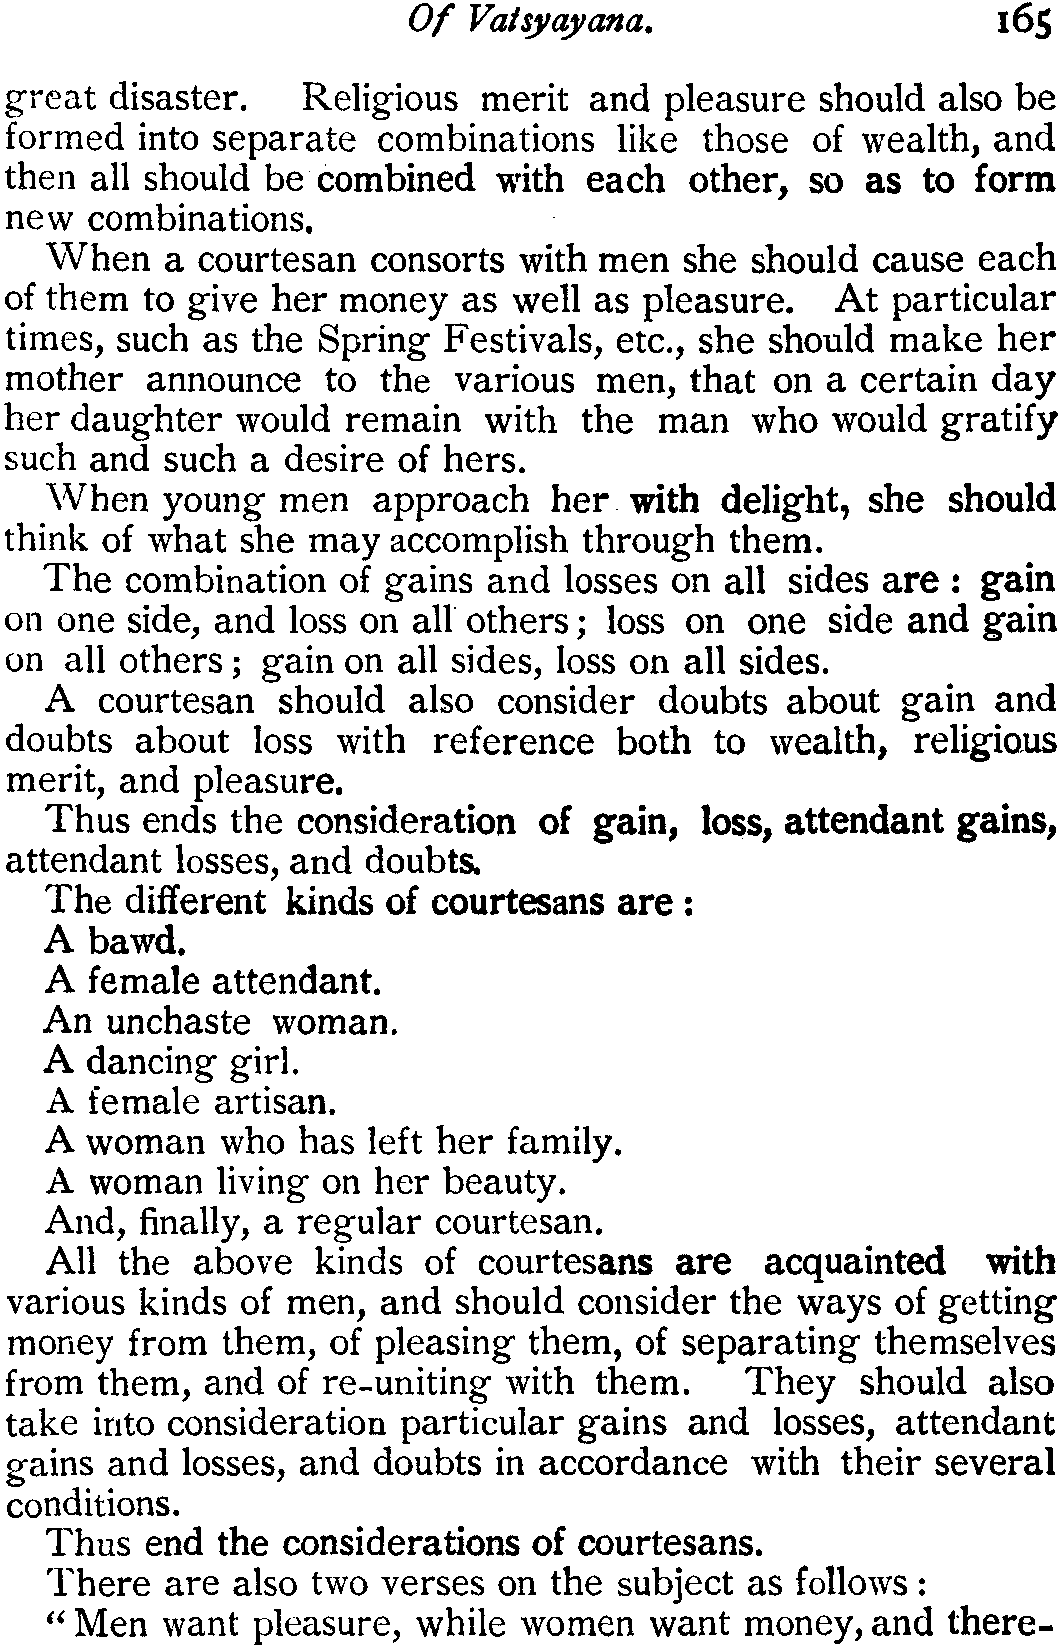 Of Vatsyayana. 165
great disaster. Religious merit and pleasure should also be
formed into separate combinations like those of wealth, and
then all should be combined with each other, so as to form
new combinations.
When a courtesan consorts with men she should cause each
of them to give her money as well as pleasure. At particular
times, such as the Spring Festivals, etc., she should make her
mother announce to the various men, that on a certain day
her daughter would remain with the man who would gratify
such and such a desire of hers.
When young men approach her with delight, she should
think of what she may accomplish through them.
The combination of gains and losses on all sides are : gain
on one side, and loss on all others ; loss on one side and gain
on all others ; gain on all sides, loss on all sides.
A courtesan should also consider doubts about gain and
doubts about loss with reference both to wealth, religious
merit, and pleasure.
Thus ends the consideration of gain, loss, attendant gains,
attendant losses, and doubts.
The different kinds of courtesans are :
A bawd.
A female attendant.
An unchaste woman.
A dancing girl.
A female artisan.
A woman who has left her family.
A woman living on her beauty.
And, finally, a regular courtesan.
All the above kinds of courtesans are acquainted with
various kinds of men, and should consider the ways of getting
money from them, of pleasing them, of separating themselves
from them, and of re-uniting with them. They should also
take into consideration particular gains and losses, attendant
gains and losses, and doubts in accordance with their several
conditions.
Thus end the considerations of courtesans.
There are also two verses on the subject as follows :
“ Men want pleasure, while women want money, and there-